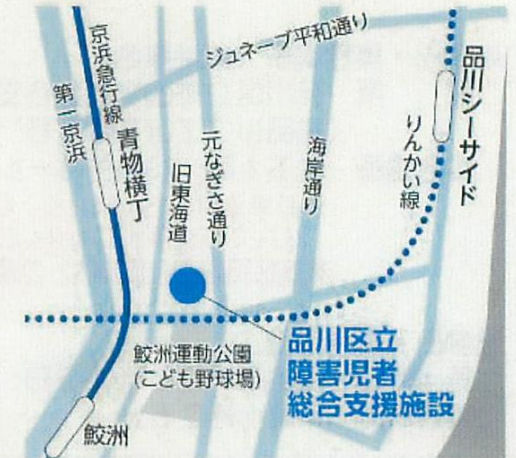 ジュネーブ平和通り
京浜急行線
第一京浜
青物横丁
旧東海道
元なぎさ通り
海岸通り
りんかい線
品川シーサイド
鮫洲運動公園
(こども野球場)
品川区立
障害児者
総合支援施設
鮫洲